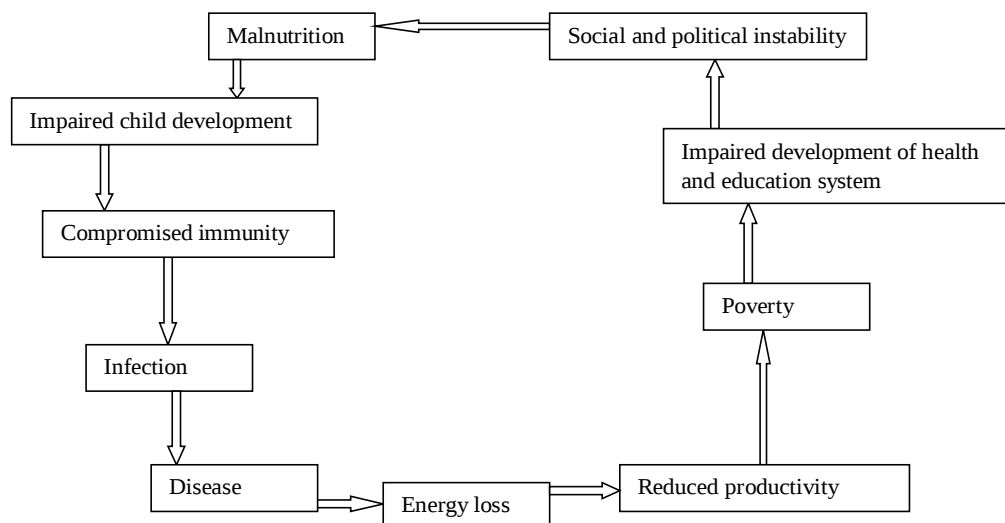 Malnutrition
Social and political instability
Impaired child development
Impaired development of health
and education system
Compromised immunity
Poverty
Infection
Disease
Energy loss
Reduced productivity